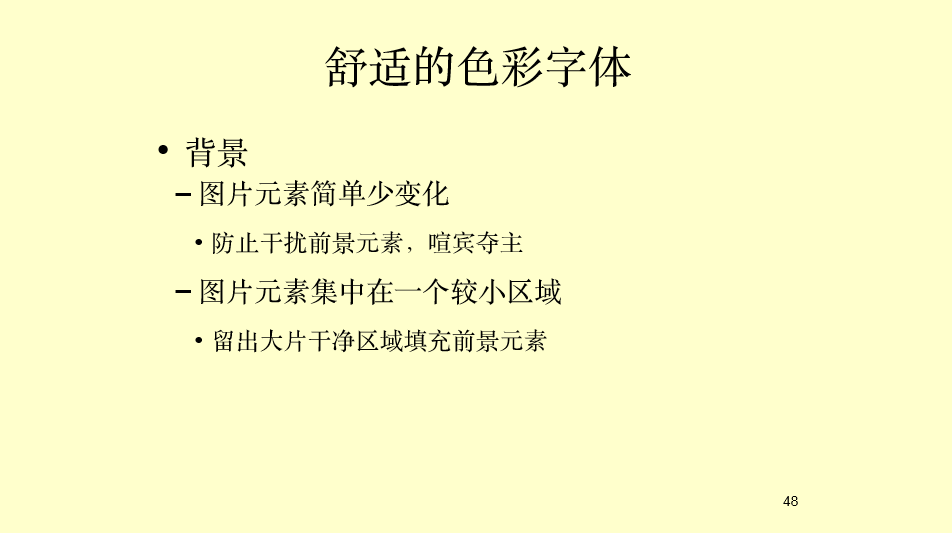 舒适的色彩字体
• 背景
– 图片元素简单少变化
• 防止干扰前景元素，喧宾夺主
– 图片元素集中在一个较小区域
• 留出大片干净区域填充前景元素
48